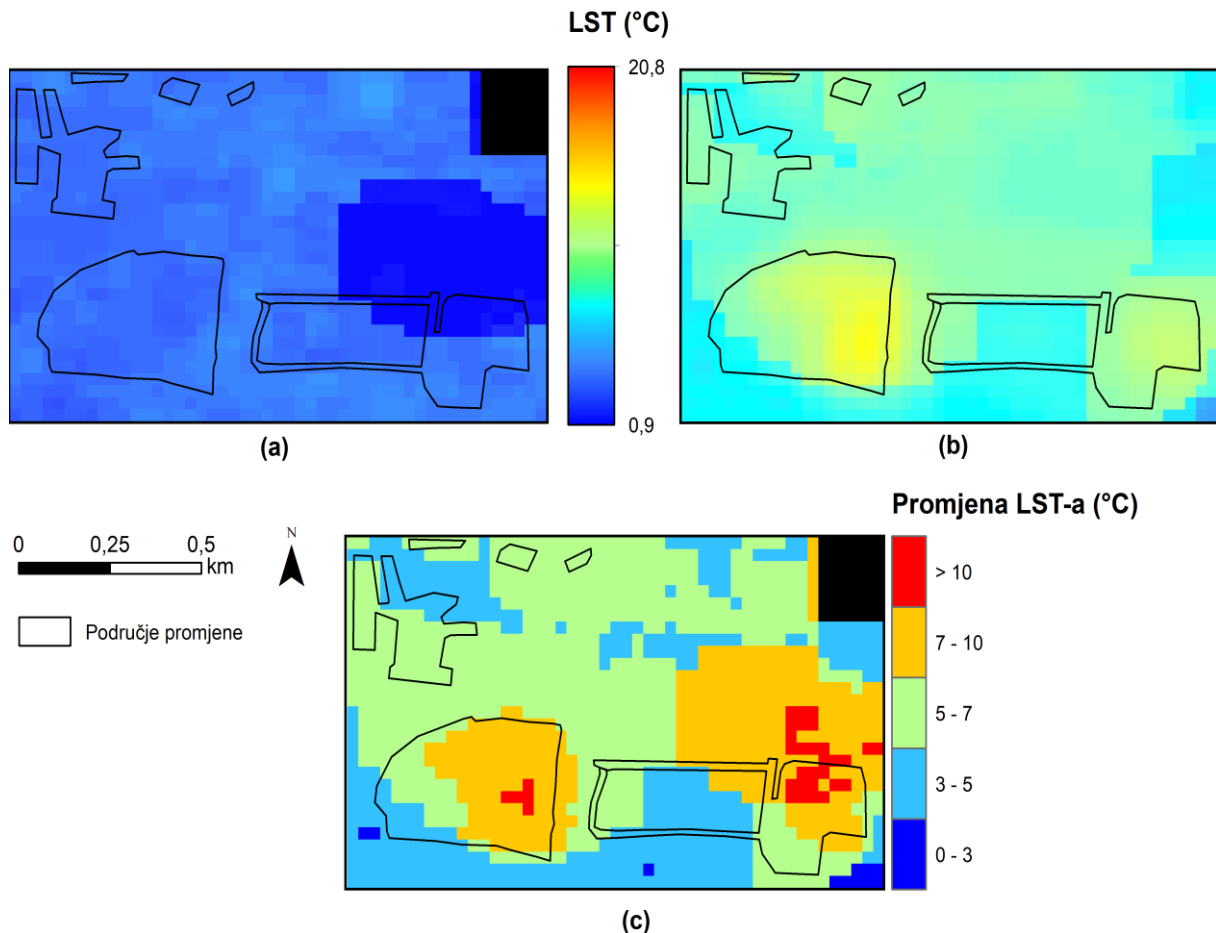 LST (°C)
20,8
0,9
(a)
(b)
Promjena LST-a (°C)
0 0,25 0,5
km
N
Područje promjene
> 10
7 - 10
5 - 7
3 - 5
0 - 3
(c)